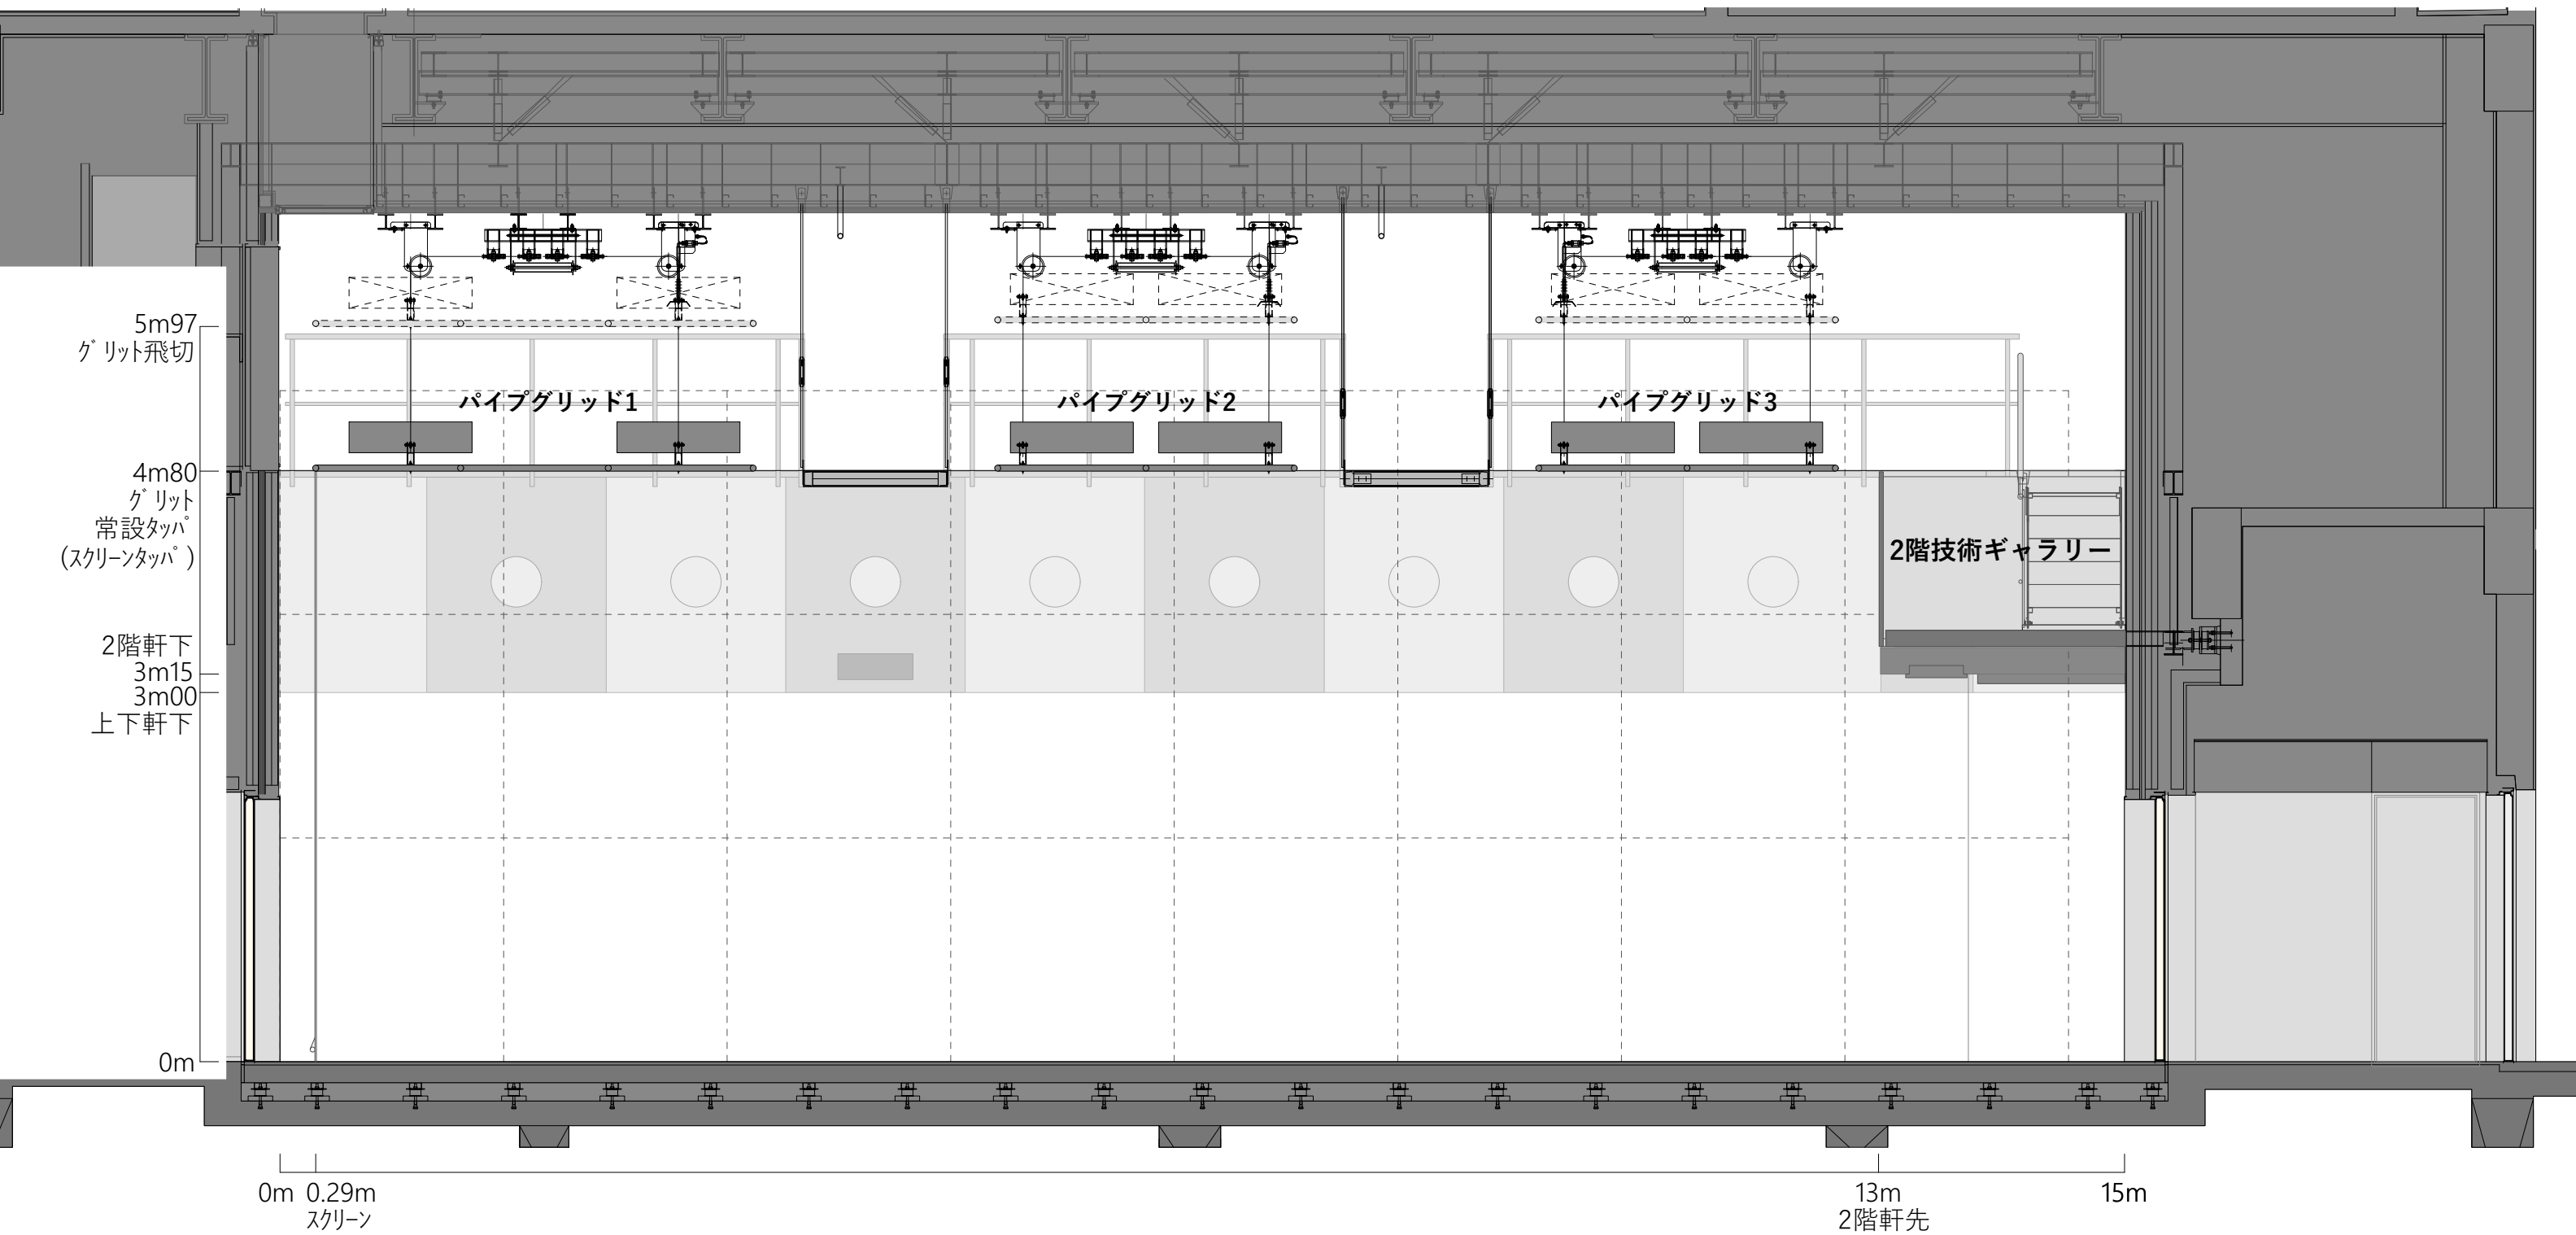 5m97
グリット飛切
パイプグリッド1
パイプグリッド2
パイプグリッド3
4m80
グリット
常設タッパ
(スクリーンタッパ)
2階技術ギャラリー
2階軒下
3m15
3m00
上下軒下
0m
0m
0.29m
スクリーン
13m
2階軒先
15m